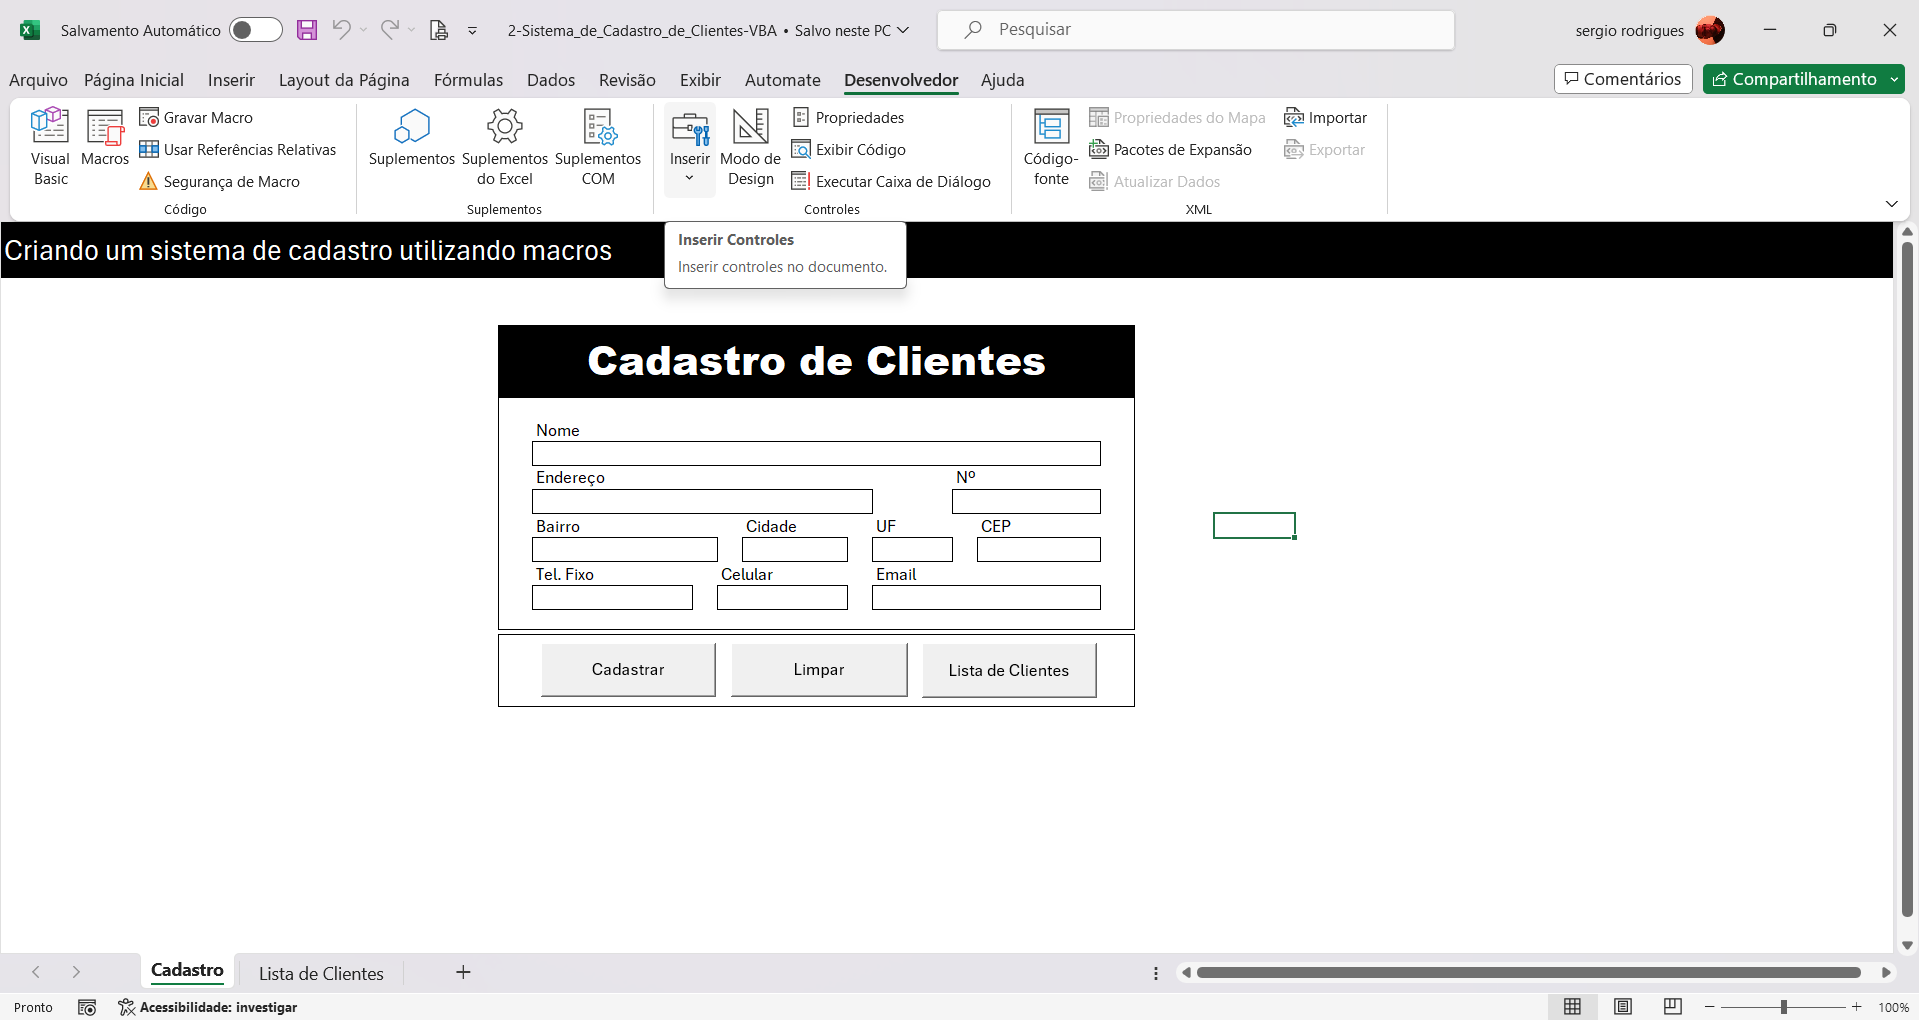 Salvamento Automático
2-Sistema_de_Cadastro_de_Clientes-VBA • Salvo neste PC
Pesquisar
sergio rodrigues
Arquivo Página Inicial Inserir Layout da Página Fórmulas Dados Revisão Exibir Automate Desenvolvedor Ajuda
Comentários
Compartilhamento
Visual Basic
Macros
Gravar Macro
Usar Referências Relativas
Segurança de Macro
Código
Suplementos
Suplementos do Excel
Suplementos COM
Suplementos
Inserir
Modo de Design
Propriedades
Exibir Código
Executar Caixa de Diálogo
Controles
Código-fonte
Propriedades do Mapa
Pacotes de Expansão
Atualizar Dados
Importar
Exportar
XML
Criando um sistema de cadastro utilizando macros
Inserir Controles
Inserir controles no documento.
Cadastro de Clientes
Nome
Endereço Nº
Bairro Cidade UF CEP
Tel. Fixo Celular Email
Cadastrar Limpar Lista de Clientes
Cadastro Lista de Clientes
Pronto
Acessibilidade: investigar
100%